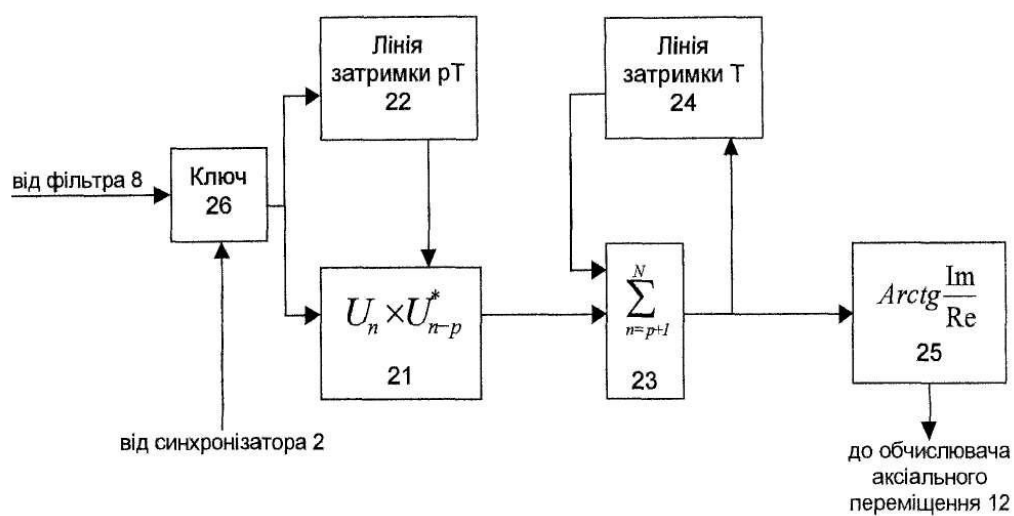 Лінія
затримки рТ
22
Лінія
затримки Т
24
від фільтра 8
Ключ
26
U_n × U*_{n-p}
21
N
∑
n=p+1
23
Arctg Im/Re
25
від синхронізатора 2
до обчислювача
аксіального
переміщення 12